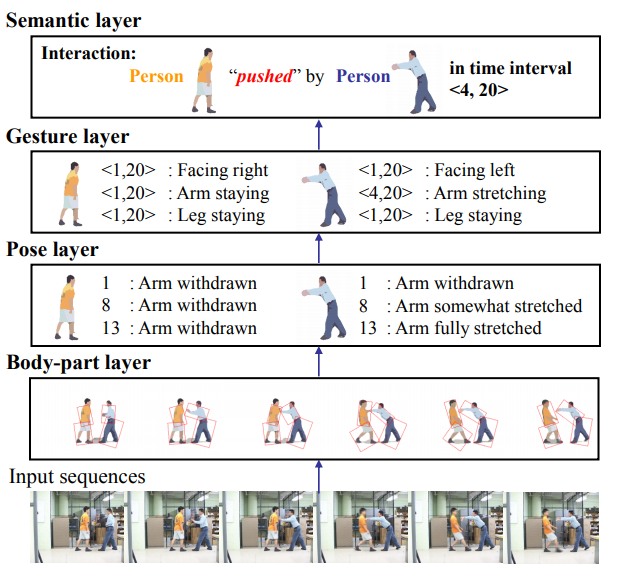 Semantic layer
Interaction:
Person "pushed" by Person in time interval
<4, 20>
Gesture layer
<1,20> : Facing right
<1,20> : Arm staying
<1,20> : Leg staying
<1,20> : Facing left
<4,20> : Arm stretching
<1,20> : Leg staying
Pose layer
1 : Arm withdrawn
8 : Arm withdrawn
13 : Arm withdrawn
1 : Arm withdrawn
8 : Arm somewhat stretched
13 : Arm fully stretched
Body-part layer
Input sequences